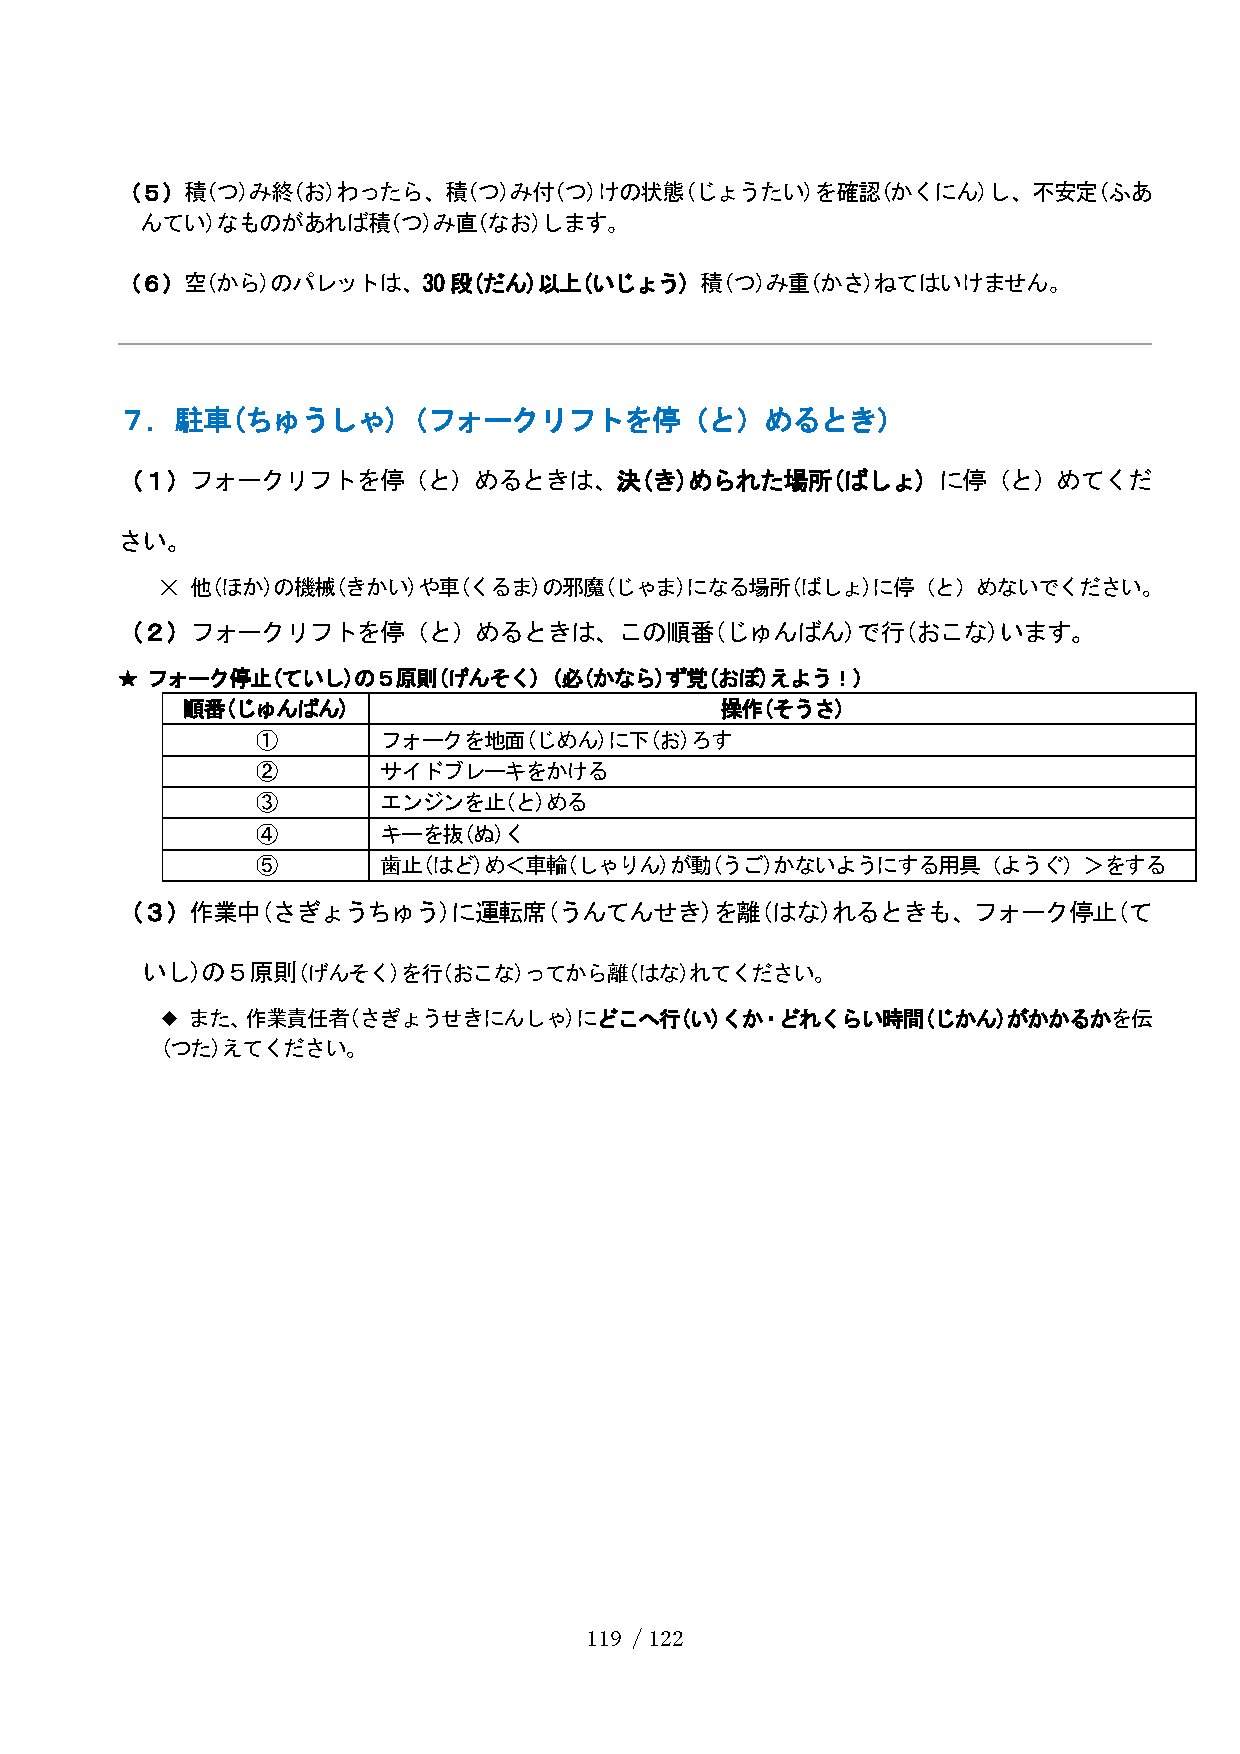 （５）積(つ)み終(お)わったら、積(つ)み付(つ)けの状態(じょうたい)を確認(かくにん)し、不安定(ふあ
んてい)なものがあれば積(つ)み直(なお)します。
（６）空(から)のパレットは、30 段(だん)以上(いじょう) 積(つ)み重(かさ)ねてはいけません。
７．駐車(ちゅうしゃ)（フォークリフトを停（と）めるとき）
（１）フォークリフトを停（と）めるときは、決(き)められた場所(ばしょ) に停（と）めてくだ
さい。
× 他(ほか)の機械(きかい)や車(くるま)の邪魔(じゃま)になる場所(ばしょ)に停（と）めないでください。
（２）フォークリフトを停（と）めるときは、この順番(じゅんばん)で行(おこな)います。
★ フォーク停止(ていし)の５原則(げんそく)（必(かなら)ず覚(おぼ)えよう！）
順番(じゅんばん) 操作(そうさ)
① フォークを地面(じめん)に下(お)ろす
② サイドブレーキをかける
③ エンジンを止(と)める
④ キーを抜(ぬ)く
⑤ 歯止(はど)め＜車輪(しゃりん)が動(うご)かないようにする用具（ようぐ）＞をする
（３）作業中(さぎょうちゅう)に運転席(うんてんせき)を離(はな)れるときも、フォーク停止(て
いし)の５原則(げんそく)を行(おこな)ってから離(はな)れてください。
◆ また、作業責任者(さぎょうせきにんしゃ)にどこへ行(い)くか・どれくらい時間(じかん)がかかるかを伝
(つた)えてください。
119 / 122